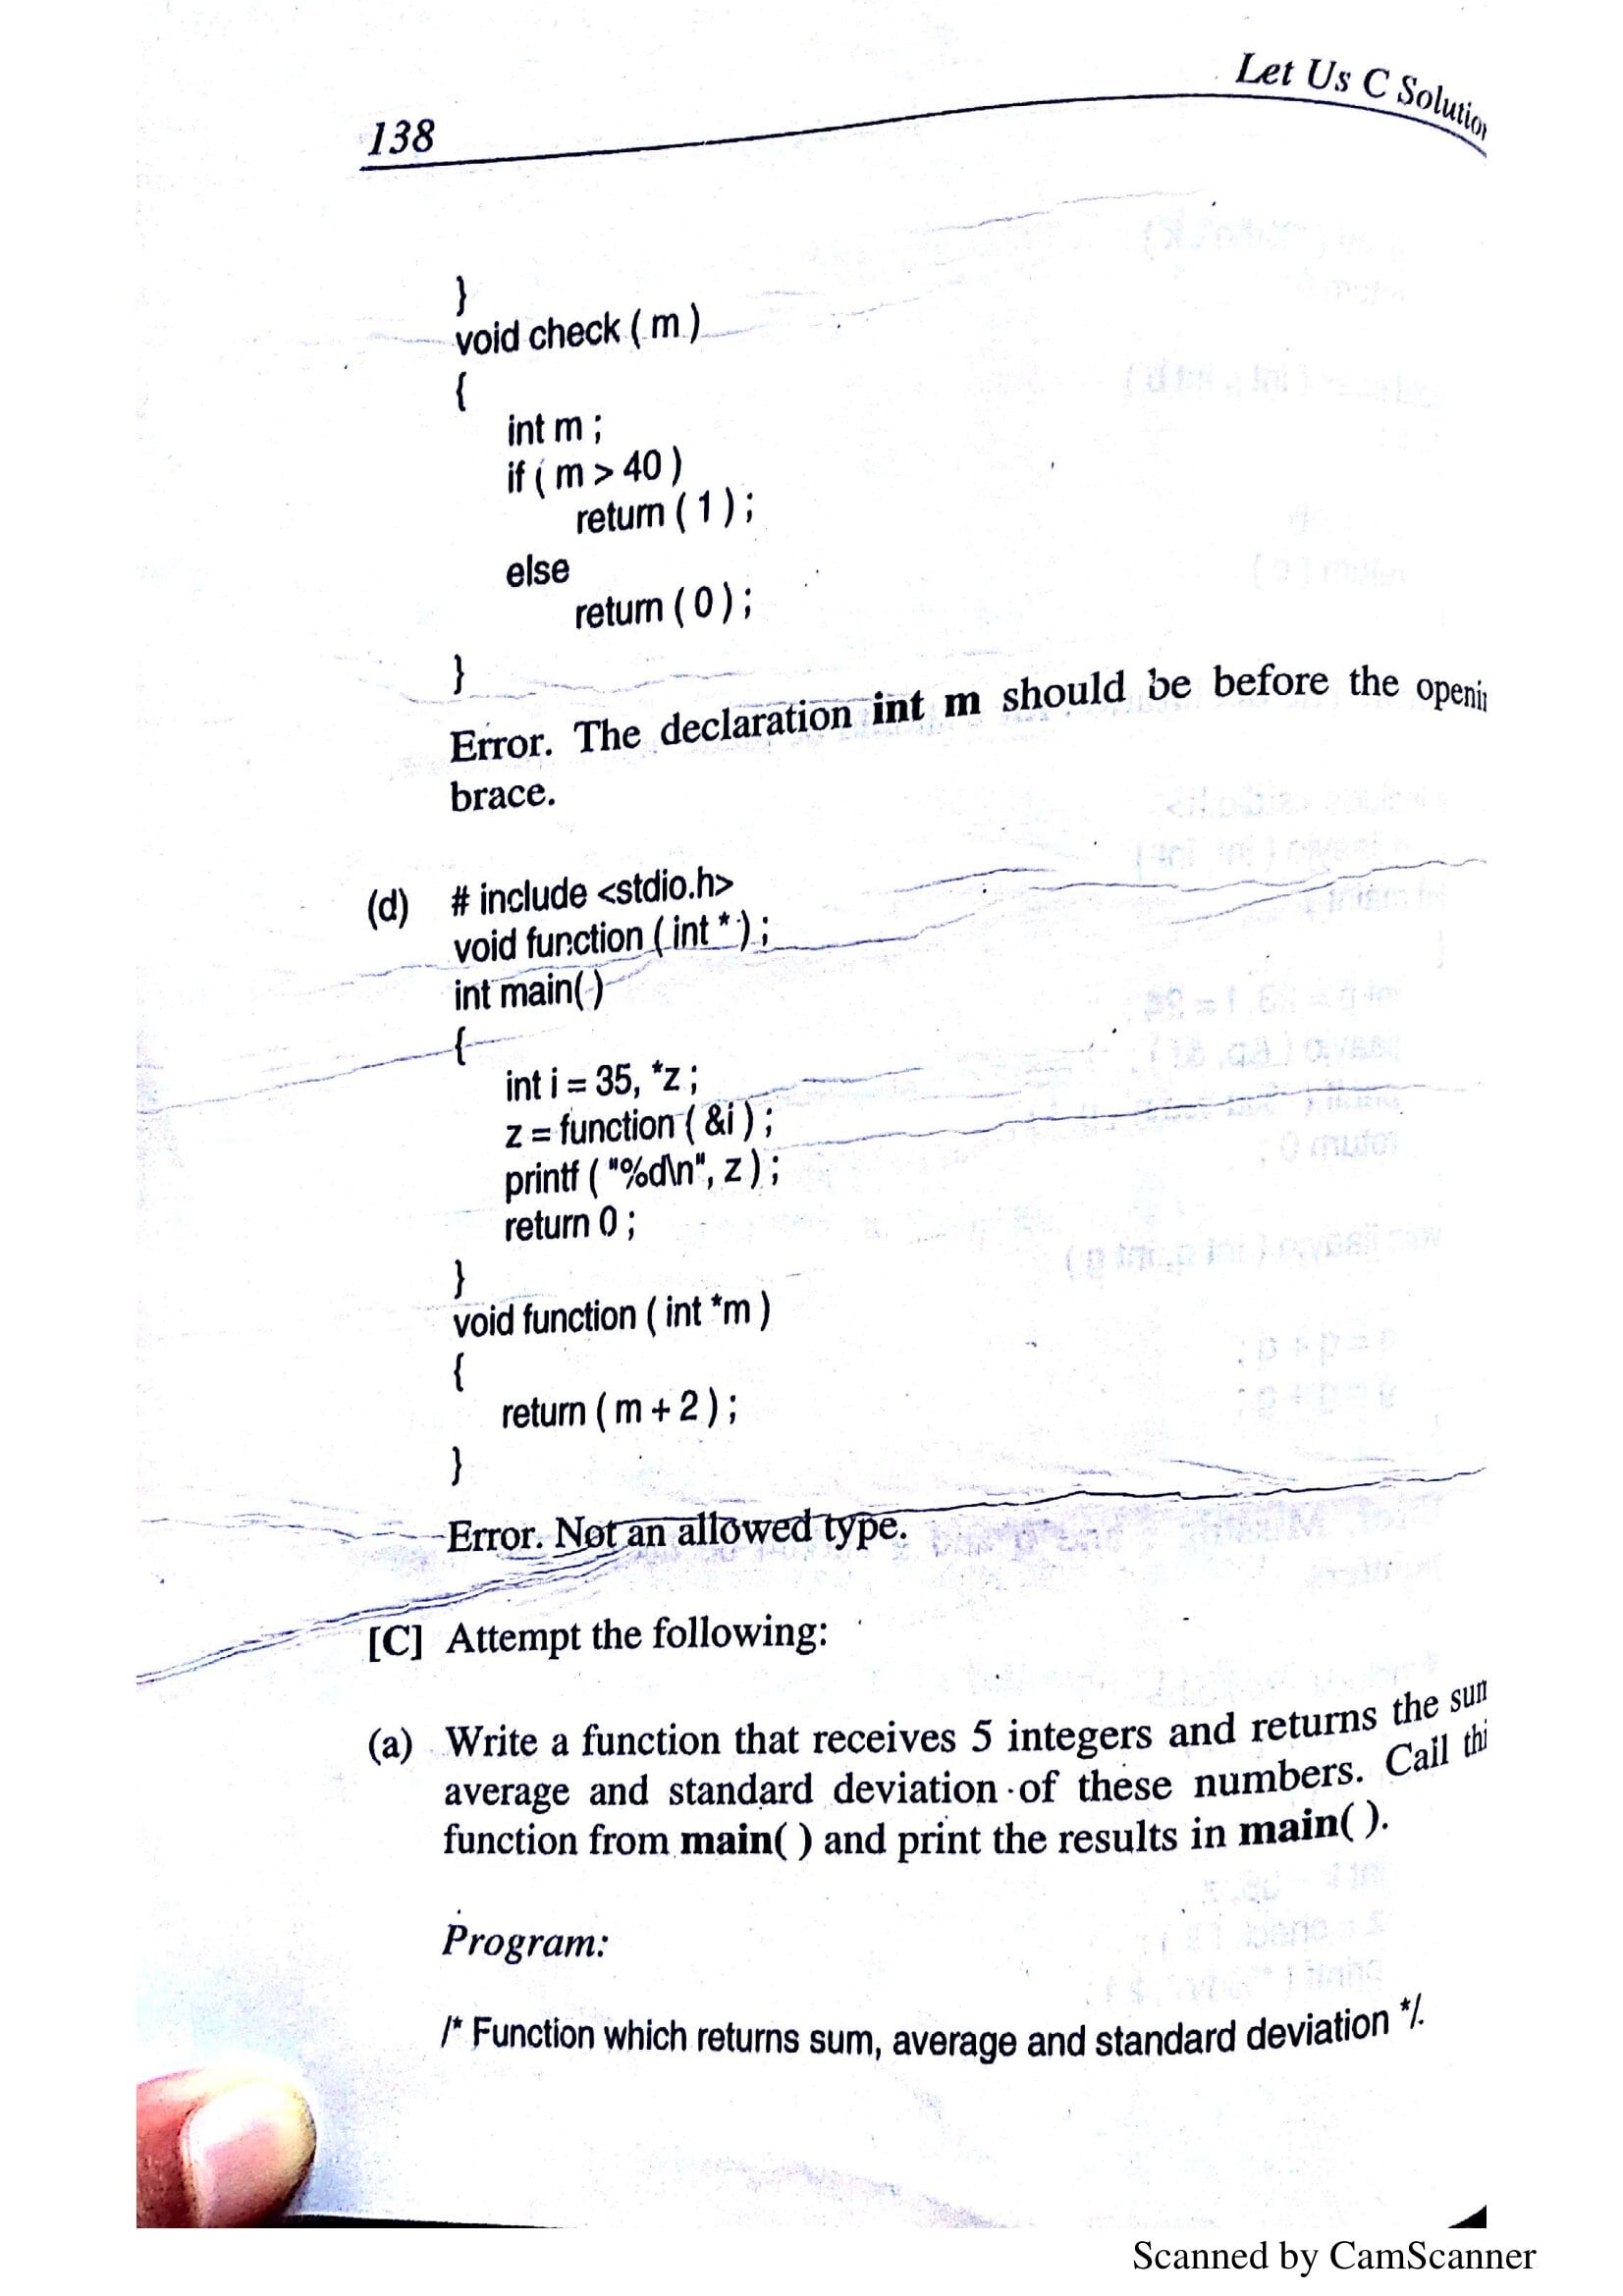 Let Us C Solution
138
}
void check ( m )
{
int m ;
if ( m > 40 )
return ( 1 ) ;
else
return ( 0 ) ;
}
Error. The declaration int m should be before the openin
brace.
(d) # include <stdio.h>
void function ( int * ) ;
int main( )
{
int i = 35, *z ;
z = function ( &i ) ;
printf ( "%d\n", z ) ;
return 0 ;
}
void function ( int *m )
{
return ( m + 2 ) ;
}
Error. Not an allowed type.
[C] Attempt the following:
(a) Write a function that receives 5 integers and returns the sum
average and standard deviation of these numbers. Call thi
function from main( ) and print the results in main( ).
Program:
/* Function which returns sum, average and standard deviation */
Scanned by CamScanner